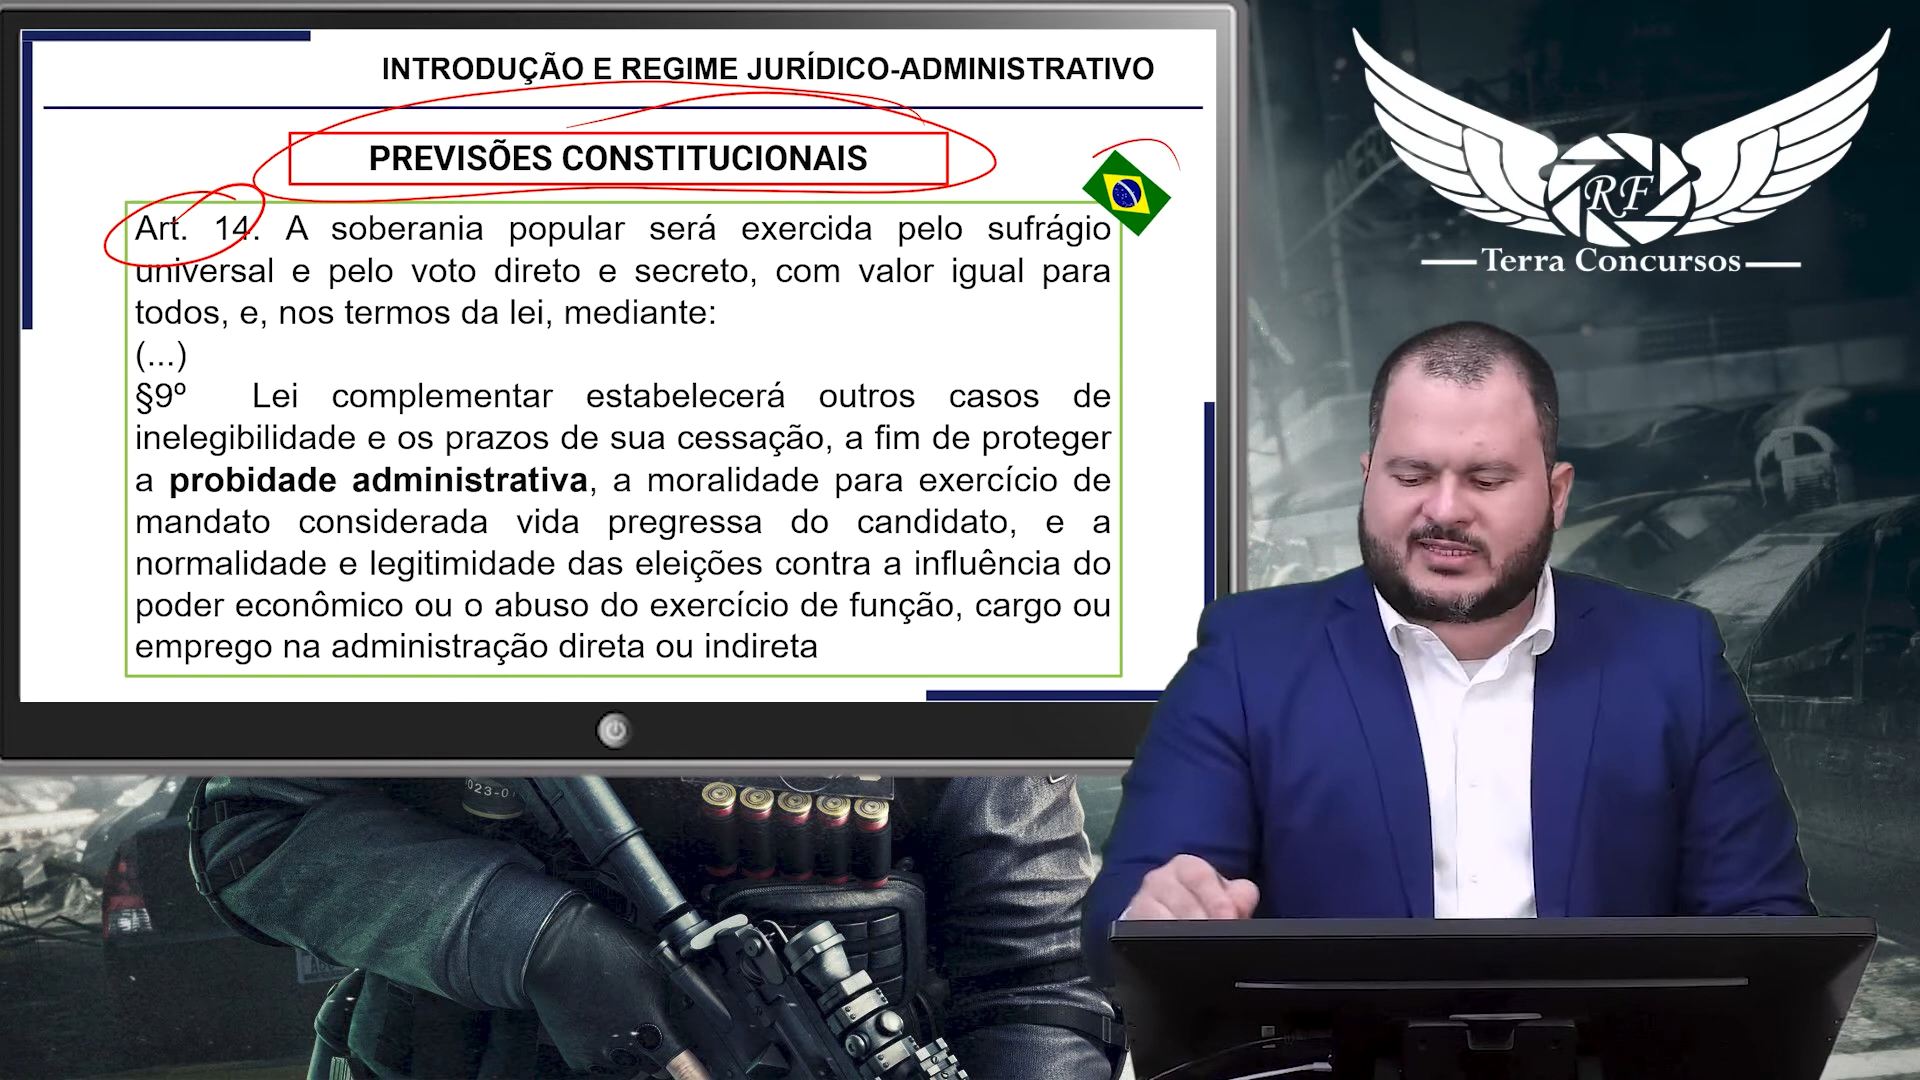 INTRODUÇÃO E REGIME JURÍDICO-ADMINISTRATIVO
PREVISÕES CONSTITUCIONAIS
Art. 14. A soberania popular será exercida pelo sufrágio
universal e pelo voto direto e secreto, com valor igual para
todos, e, nos termos da lei, mediante:
(...)
§9º Lei complementar estabelecerá outros casos de
inelegibilidade e os prazos de sua cessação, a fim de proteger
a probidade administrativa, a moralidade para exercício de
mandato considerada vida pregressa do candidato, e a
normalidade e legitimidade das eleições contra a influência do
poder econômico ou o abuso do exercício de função, cargo ou
emprego na administração direta ou indireta
RF
Terra Concursos